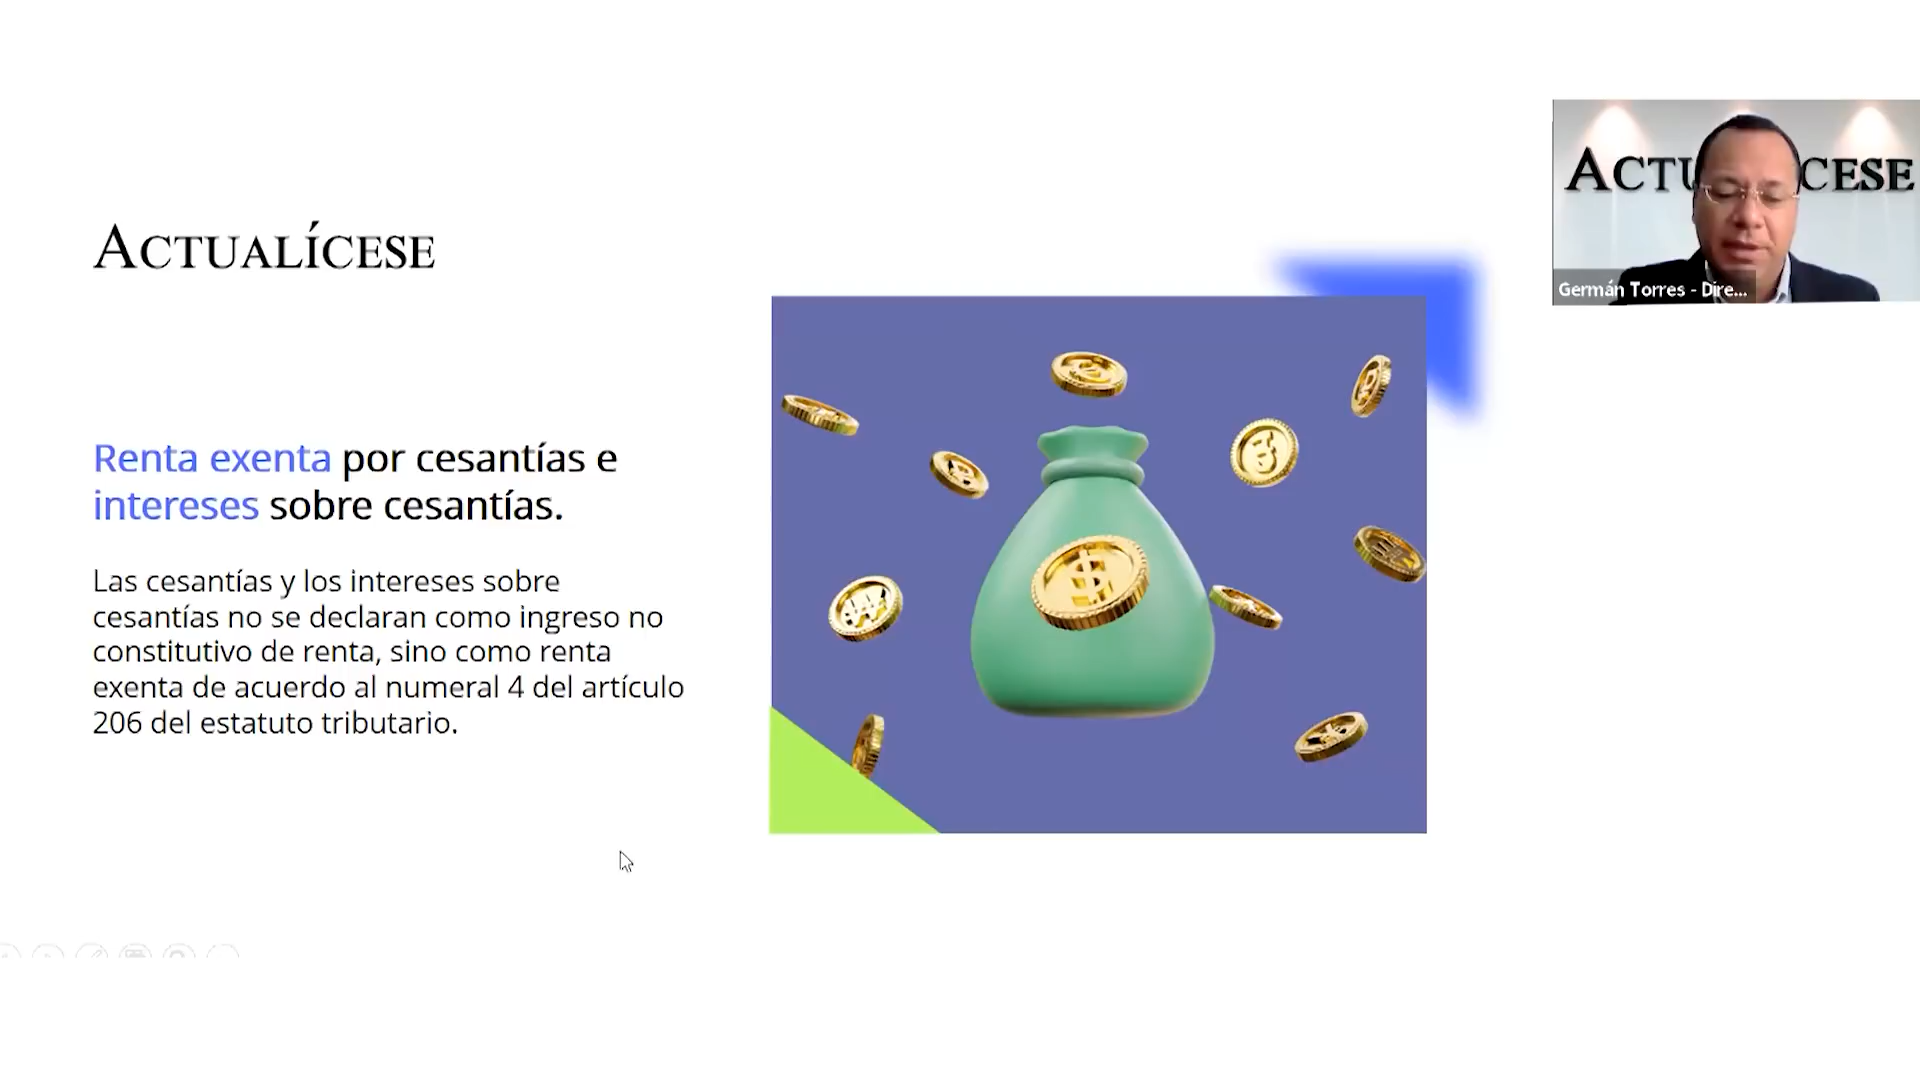 ACTUALÍCESE
Renta exenta por cesantías e
intereses sobre cesantías.
Las cesantías y los intereses sobre
cesantías no se declaran como ingreso no
constitutivo de renta, sino como renta
exenta de acuerdo al numeral 4 del artículo
206 del estatuto tributario.
$
ACTU CESE
Germán Torres - Dire...